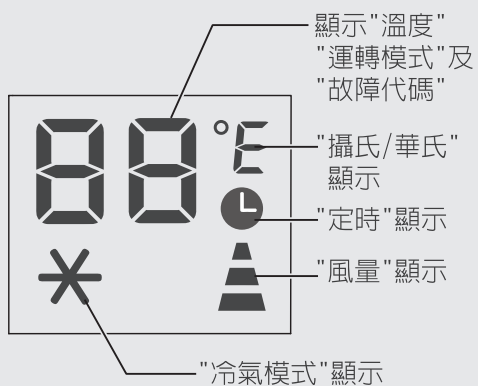 顯示"溫度"
"運轉模式"及
"故障代碼"
88°E
"攝氏/華氏"
顯示
"定時"顯示
"風量"顯示
"冷氣模式"顯示